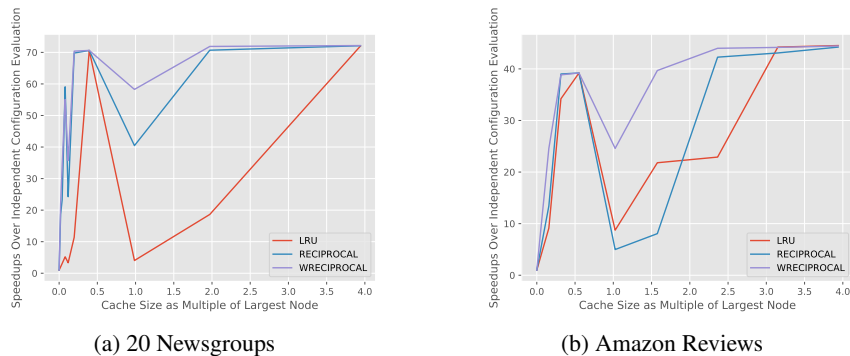 Speedups Over Independent Configuration Evaluation
70
60
50
40
30
20
10
0
0.0 0.5 1.0 1.5 2.0 2.5 3.0 3.5 4.0
Cache Size as Multiple of Largest Node
LRU
RECIPROCAL
WRECIPROCAL
(a) 20 Newsgroups
Speedups Over Independent Configuration Evaluation
40
30
20
10
0
0.0 0.5 1.0 1.5 2.0 2.5 3.0 3.5 4.0
Cache Size as Multiple of Largest Node
LRU
RECIPROCAL
WRECIPROCAL
(b) Amazon Reviews